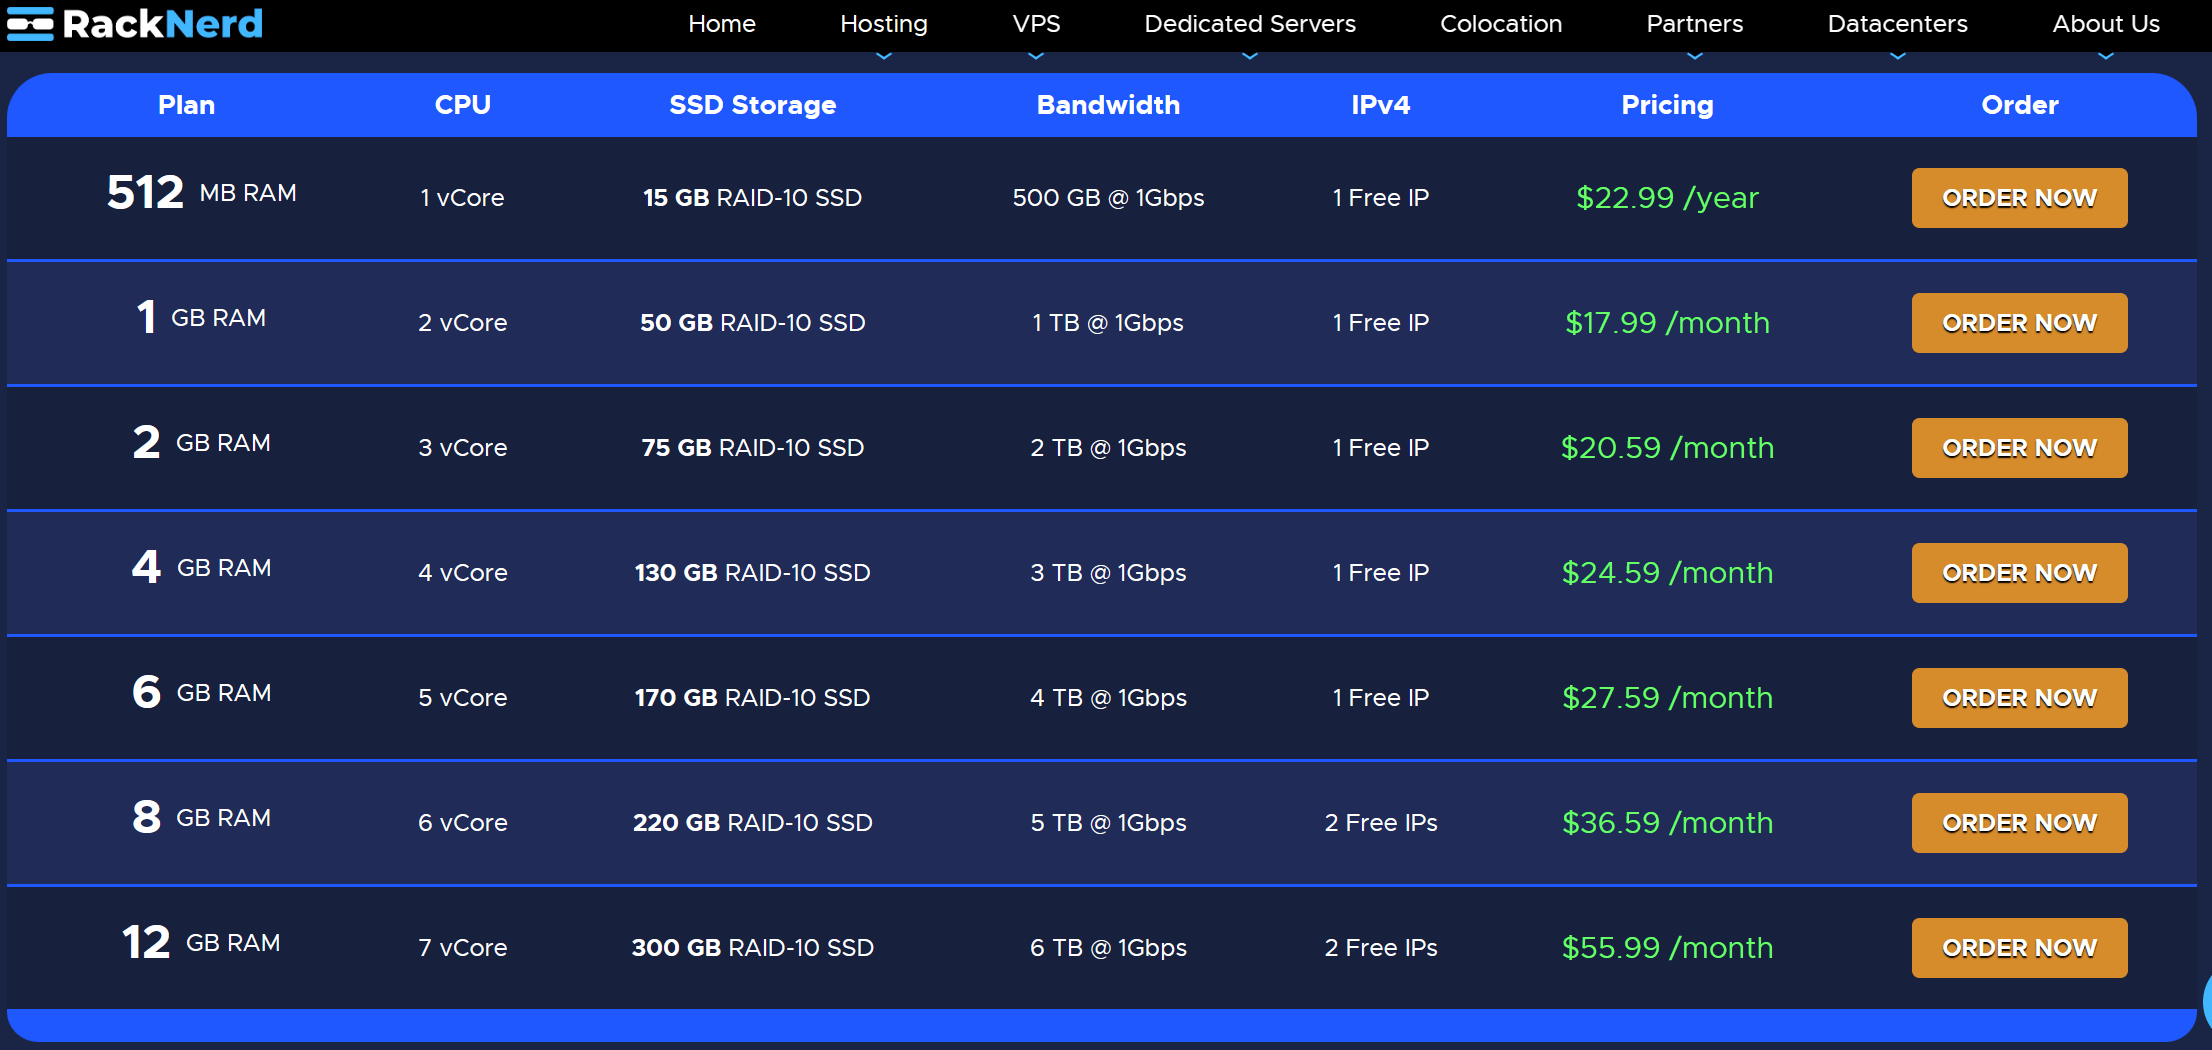 RackNerd Home Hosting VPS Dedicated Servers Colocation Partners Datacenters About Us
Plan CPU SSD Storage Bandwidth IPv4 Pricing Order
512 MB RAM 1 vCore 15 GB RAID-10 SSD 500 GB @ 1Gbps 1 Free IP $22.99 /year ORDER NOW
1 GB RAM 2 vCore 50 GB RAID-10 SSD 1 TB @ 1Gbps 1 Free IP $17.99 /month ORDER NOW
2 GB RAM 3 vCore 75 GB RAID-10 SSD 2 TB @ 1Gbps 1 Free IP $20.59 /month ORDER NOW
4 GB RAM 4 vCore 130 GB RAID-10 SSD 3 TB @ 1Gbps 1 Free IP $24.59 /month ORDER NOW
6 GB RAM 5 vCore 170 GB RAID-10 SSD 4 TB @ 1Gbps 1 Free IP $27.59 /month ORDER NOW
8 GB RAM 6 vCore 220 GB RAID-10 SSD 5 TB @ 1Gbps 2 Free IPs $36.59 /month ORDER NOW
12 GB RAM 7 vCore 300 GB RAID-10 SSD 6 TB @ 1Gbps 2 Free IPs $55.99 /month ORDER NOW